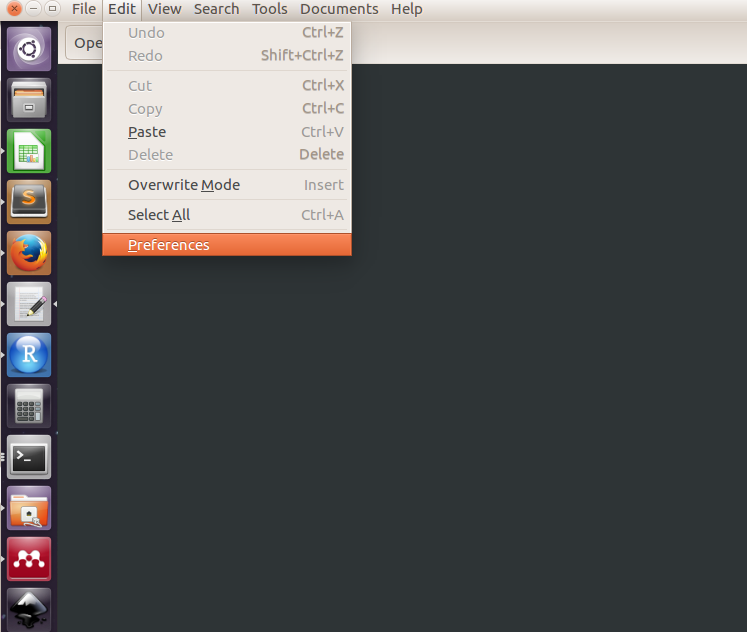 File Edit View Search Tools Documents Help
Ope
Undo Ctrl+Z
Redo Shift+Ctrl+Z
Cut Ctrl+X
Copy Ctrl+C
Paste Ctrl+V
Delete Delete
Overwrite Mode Insert
Select All Ctrl+A
Preferences
S
R
>_